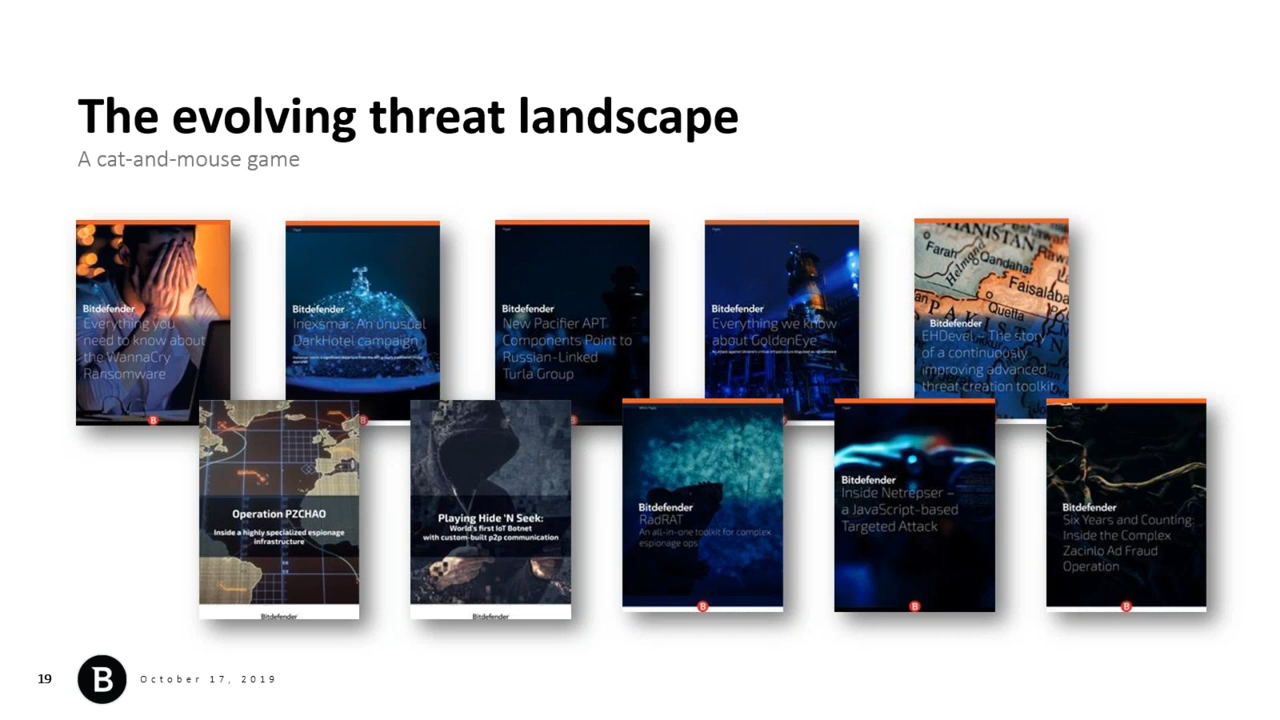 The evolving threat landscape
A cat-and-mouse game
Bitdefender
Everything you
need to know about
the WannaCry
Ransomware
Bitdefender
Inexsmar: An unusual
DarkHotel campaign
Bitdefender
New Pacifier APT
Components Point to
Russian-Linked
Turla Group
Bitdefender
Everything we know
about GoldenEye
Farah
Helmand
Qandahar
Faisalaba
Quetta
Bitdefender
EHDevel – The story
of a continuously
improving advanced
threat creation toolkit
Operation PZCHAO
Inside a highly specialized espionage
infrastructure
Bitdefender
Playing Hide 'N Seek:
World's first IoT Botnet
with custom-built p2p communication
Bitdefender
Bitdefender
RadRAT
An all-in-one toolkit for complex
espionage ops
Bitdefender
Inside Netrepser –
a JavaScript-based
Targeted Attack
Bitdefender
Six Years and Counting:
Inside the Complex
Zacinlo Ad Fraud
Operation
19
B
October 17, 2019